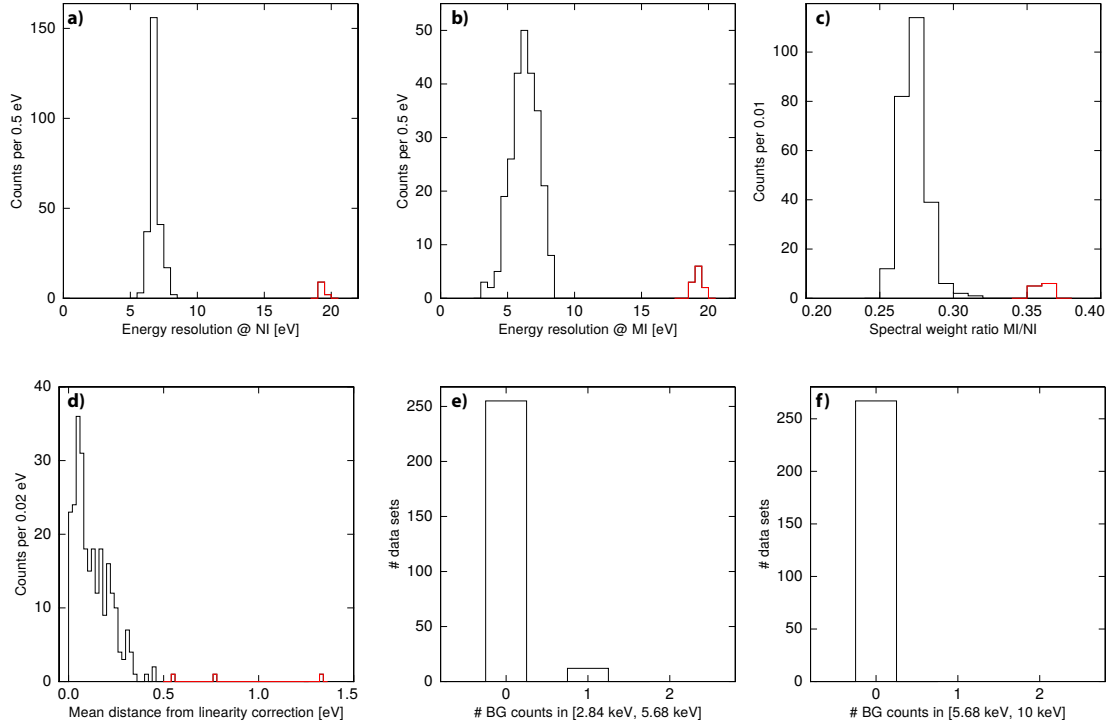 a)
150
100
50
0
Counts per 0.5 eV
0 5 10 15 20
Energy resolution @ NI [eV]
b)
50
40
30
20
10
0
Counts per 0.5 eV
0 5 10 15 20
Energy resolution @ MI [eV]
c)
100
80
60
40
20
0
Counts per 0.01
0.20 0.25 0.30 0.35 0.40
Spectral weight ratio MI/NI
d)
40
30
20
10
0
Counts per 0.02 eV
0.0 0.5 1.0 1.5
Mean distance from linearity correction [eV]
e)
250
200
150
100
50
0
# data sets
0 1 2
# BG counts in [2.84 keV, 5.68 keV]
f)
250
200
150
100
50
0
# data sets
0 1 2
# BG counts in [5.68 keV, 10 keV]